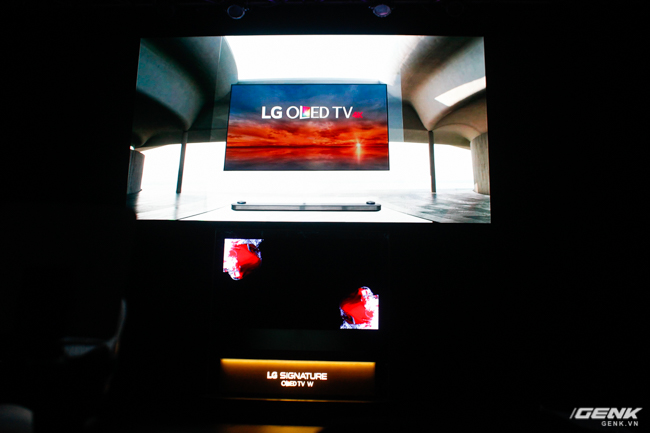 LG OLED TV
LG SIGNATURE
OLED TV W
GENK
GENK.VN